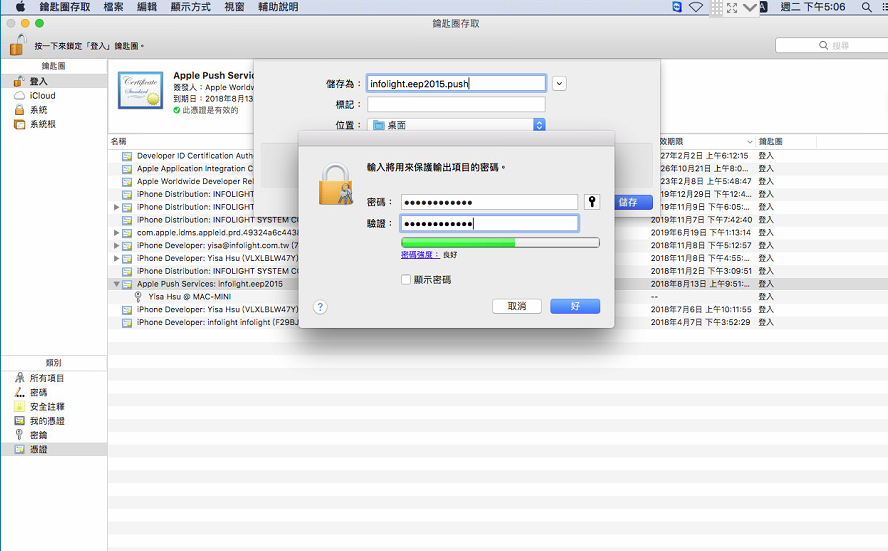 鑰匙圈存取 檔案 編輯 顯示方式 視窗 輔助說明 A 週二 下午5:06
鑰匙圈存取
按一下來鎖定「登入」鑰匙圈。 搜尋
鑰匙圈
登入
iCloud
系統
系統根
Certificate
Standard
Apple Push Servic
簽發人：Apple Worldw
到期日：2018年8月13
此憑證是有效的
儲存為： infolight.eep2015.push
標記：
位置： 桌面
儲存
輸入將用來保護輸出項目的密碼。
密碼： ●●●●●●●●●●●●
驗證： ●●●●●●●●●●●●
密碼強度： 良好
顯示密碼
? 取消 好
名稱 效期限 鑰匙圈
Developer ID Certification Autho 27年2月2日 上午6:12:15 登入
Apple Application Integration C 26年10月21日 上午8:0... 登入
Apple Worldwide Developer Rel 23年2月8日 上午5:48:47 登入
iPhone Distribution: INFOLIGHT 19年12月29日 下午12:4... 登入
iPhone Distribution: INFOLIGHT 19年11月9日 下午6:05:... 登入
iPhone Distribution: INFOLIGHT SYSTEM CO 2019年11月7日 下午7:42:40 登入
com.apple.idms.appleid.prd.49324a6c4438 2019年6月19日 下午1:13:14 登入
iPhone Developer: yisa@infolight.com.tw (7 2018年11月8日 下午5:12:57 登入
iPhone Developer: Yisa Hsu (VLXLBLW47Y) 2018年11月8日 下午4:55:... 登入
iPhone Distribution: INFOLIGHT SYSTEM CO 2018年11月2日 下午3:09:51 登入
Apple Push Services: infolight.eep2015 2018年8月13日 上午9:51:... 登入
Yisa Hsu @ MAC-MINI -- 登入
iPhone Developer: Yisa Hsu (VLXLBLW47Y) 2018年7月6日 上午10:11:55 登入
iPhone Developer: infolight infolight (F29BJ 2018年4月7日 下午3:52:29 登入
類別
所有項目
密碼
安全註釋
我的憑證
密鑰
憑證